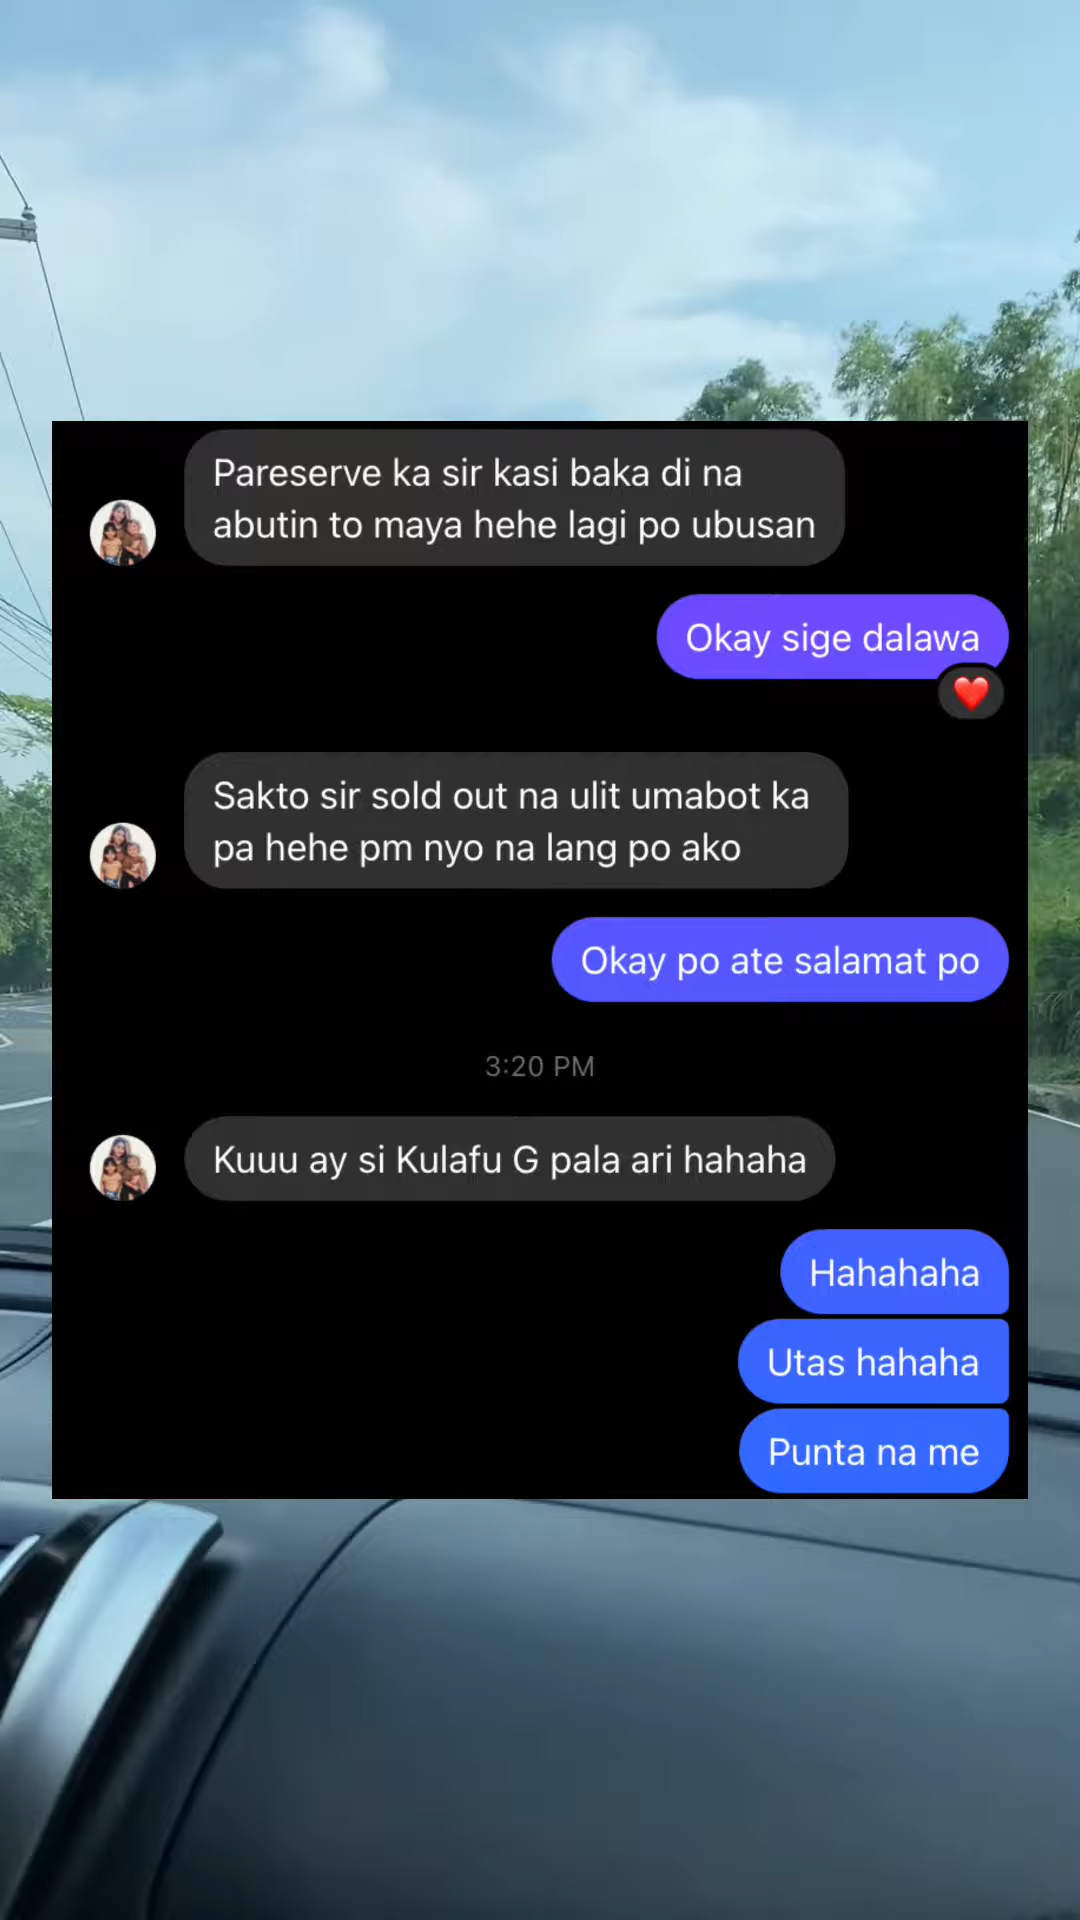 Pareserve ka sir kasi baka di na
abutin to maya hehe lagi po ubusan
Okay sige dalawa
Sakto sir sold out na ulit umabot ka
pa hehe pm nyo na lang po ako
Okay po ate salamat po
3:20 PM
Kuuu ay si Kulafu G pala ari hahaha
Hahahaha
Utas hahaha
Punta na me